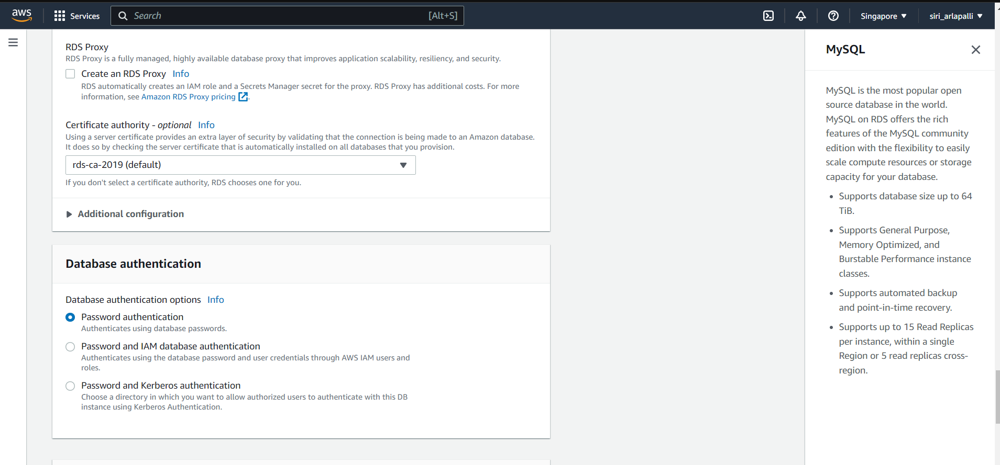 aws
Services
Search
[Alt+S]
Singapore
siri_arlapalli
RDS Proxy
RDS Proxy is a fully managed, highly available database proxy that improves application scalability, resiliency, and security.
Create an RDS Proxy Info
RDS automatically creates an IAM role and a Secrets Manager secret for the proxy. RDS Proxy has additional costs. For more
information, see Amazon RDS Proxy pricing.
Certificate authority - optional Info
Using a server certificate provides an extra layer of security by validating that the connection is being made to an Amazon database.
It does so by checking the server certificate that is automatically installed on all databases that you provision.
rds-ca-2019 (default)
If you don't select a certificate authority, RDS chooses one for you.
Additional configuration
Database authentication
Database authentication options Info
Password authentication
Authenticates using database passwords.
Password and IAM database authentication
Authenticates using the database password and user credentials through AWS IAM users and
roles.
Password and Kerberos authentication
Choose a directory in which you want to allow authorized users to authenticate with this DB
instance using Kerberos Authentication.
MySQL
MySQL is the most popular open
source database in the world.
MySQL on RDS offers the rich
features of the MySQL community
edition with the flexibility to easily
scale compute resources or storage
capacity for your database.
• Supports database size up to 64
TiB.
• Supports General Purpose,
Memory Optimized, and
Burstable Performance instance
classes.
• Supports automated backup
and point-in-time recovery.
• Supports up to 15 Read Replicas
per instance, within a single
Region or 5 read replicas cross-
region.